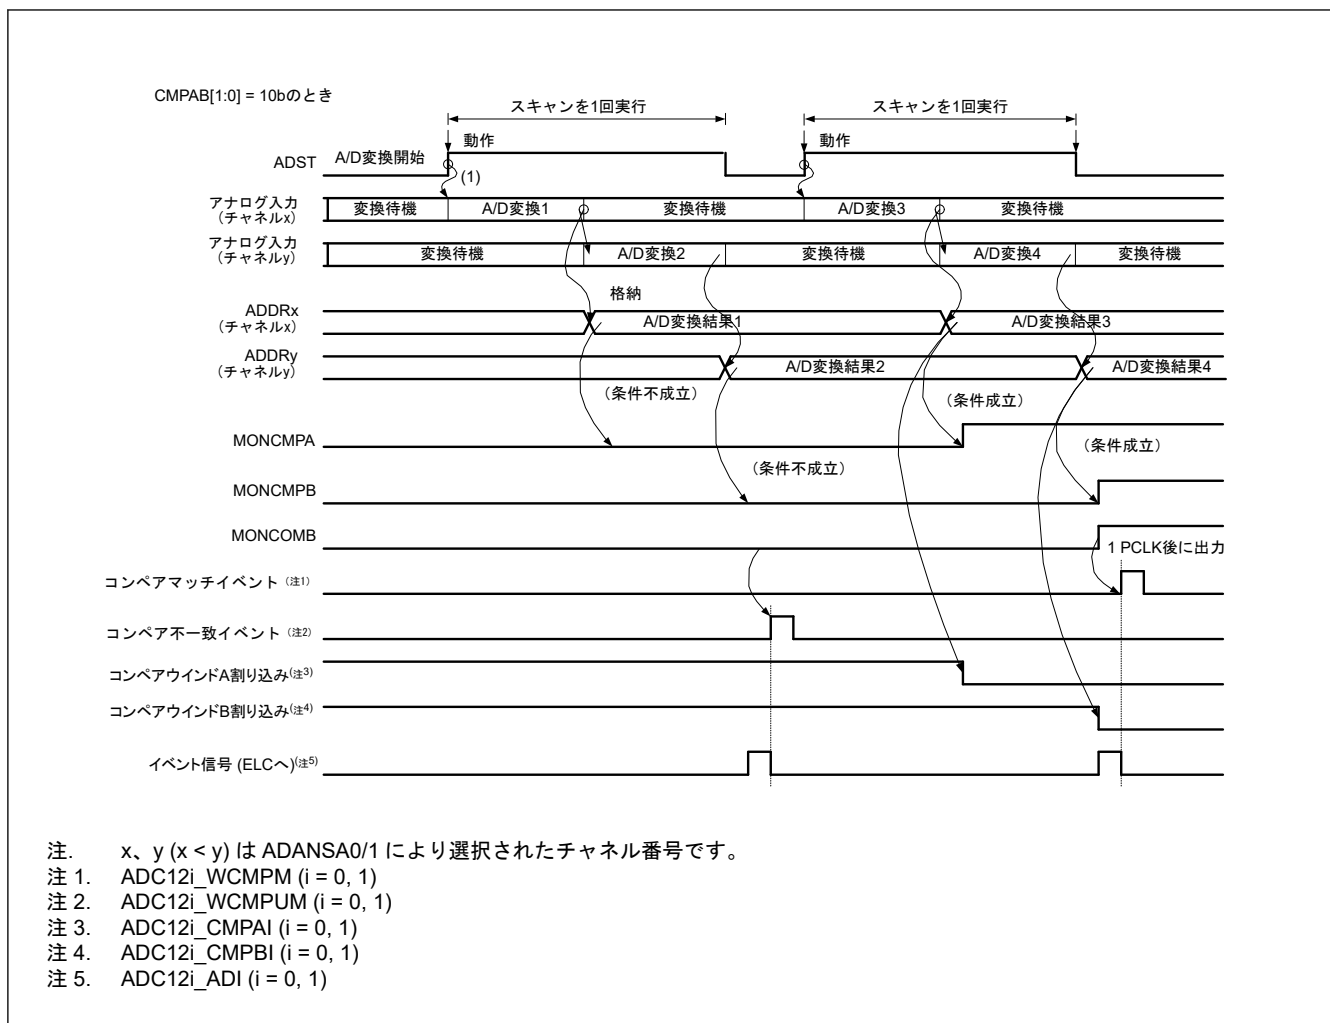 CMPAB[1:0] = 10bのとき
スキャンを1回実行
スキャンを1回実行
ADST
A/D変換開始
動作
動作
(1)
アナログ入力
（チャネルx）
変換待機
A/D変換1
変換待機
A/D変換3
変換待機
アナログ入力
（チャネルy）
変換待機
A/D変換2
変換待機
A/D変換4
変換待機
格納
ADDRx
（チャネルx）
A/D変換結果1
A/D変換結果3
ADDRy
（チャネルy）
A/D変換結果2
A/D変換結果4
（条件不成立）
（条件成立）
MONCMPA
（条件成立）
（条件不成立）
MONCMPB
MONCOMB
1 PCLK後に出力
コンペアマッチイベント（注1）
コンペア不一致イベント（注2）
コンペアウインドA割り込み(注3)
コンペアウインドB割り込み(注4)
イベント信号 (ELCへ)(注5)
注. x、y (x < y) は ADANSA0/1 により選択されたチャネル番号です。
注 1. ADC12i_WCMPM (i = 0, 1)
注 2. ADC12i_WCMPUM (i = 0, 1)
注 3. ADC12i_CMPAI (i = 0, 1)
注 4. ADC12i_CMPBI (i = 0, 1)
注 5. ADC12i_ADI (i = 0, 1)